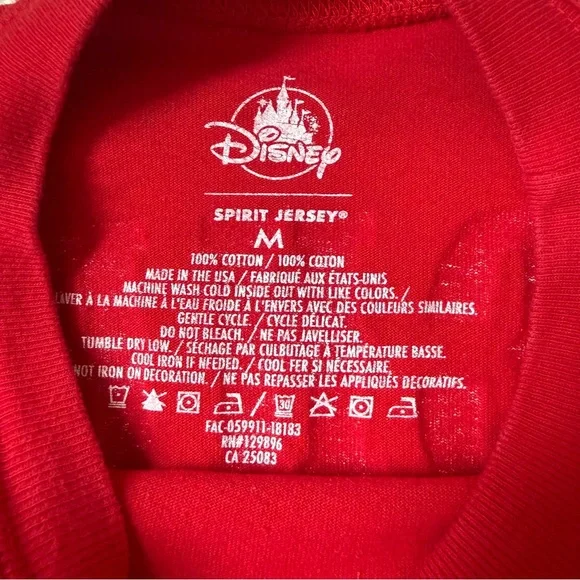 Disney
SPIRIT JERSEY®
M
100% COTTON / 100% COTON
MADE IN THE USA / FABRIQUÉ AUX ÉTATS-UNIS
MACHINE WASH COLD INSIDE OUT WITH LIKE COLORS. /
LAVER À LA MACHINE À L'EAU FROIDE À L'ENVERS AVEC DES COULEURS SIMILAIRES.
GENTLE CYCLE. / CYCLE DÉLICAT.
DO NOT BLEACH. / NE PAS JAVELLISER.
TUMBLE DRY LOW. / SÉCHAGE PAR CULBUTAGE À TEMPÉRATURE BASSE.
COOL IRON IF NEEDED. / COOL FER SI NÉCESSAIRE.
NOT IRON ON DECORATION. / NE PAS REPASSER LES APPLIQUÉS DÉCORATIFS.
30
FAC-059911-18183
RN#129896
CA 25083